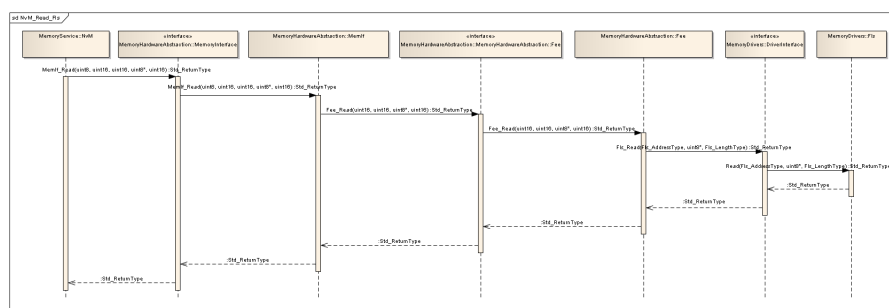 sd NvM_Read_Fls
MemoryService::NvM
«interface»
MemoryHardwareAbstraction::MemoryInterface
MemoryHardwareAbstraction::MemIf
«interface»
MemoryHardwareAbstraction::MemoryHardwareAbstraction::Fee
MemoryHardwareAbstraction::Fee
«interface»
MemoryDrivers::DriverInterface
MemoryDrivers::Fls
MemIf_Read(uint8, uint16, uint16, uint8*, uint16) :Std_ReturnType
MemIf_Read(uint8, uint16, uint16, uint8*, uint16) :Std_ReturnType
Fee_Read(uint16, uint16, uint8*, uint16) :Std_ReturnType
Fee_Read(uint16, uint16, uint8*, uint16) :Std_ReturnType
Fls_Read(Fls_AddressType, uint8*, Fls_LengthType) :Std_ReturnType
Read(Fls_AddressType, uint8*, Fls_LengthType) :Std_ReturnType
:Std_ReturnType
:Std_ReturnType
:Std_ReturnType
:Std_ReturnType
:Std_ReturnType
:Std_ReturnType